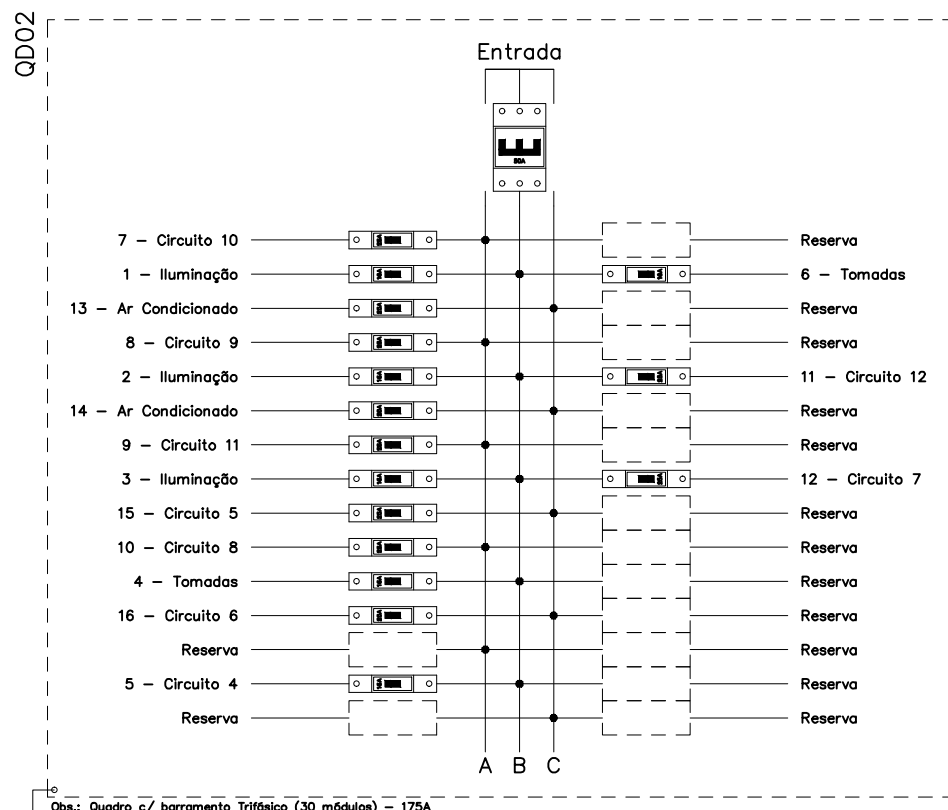 QD02
Entrada
80A
7 - Circuito 10
Reserva
1 - Iluminação
6 - Tomadas
13 - Ar Condicionado
Reserva
8 - Circuito 9
Reserva
2 - Iluminação
11 - Circuito 12
14 - Ar Condicionado
Reserva
9 - Circuito 11
Reserva
3 - Iluminação
12 - Circuito 7
15 - Circuito 5
Reserva
10 - Circuito 8
Reserva
4 - Tomadas
Reserva
16 - Circuito 6
Reserva
Reserva
Reserva
5 - Circuito 4
Reserva
Reserva
Reserva
A B C
Obs.: Quadro c/ barramento Trifásico (30 módulos) - 175A